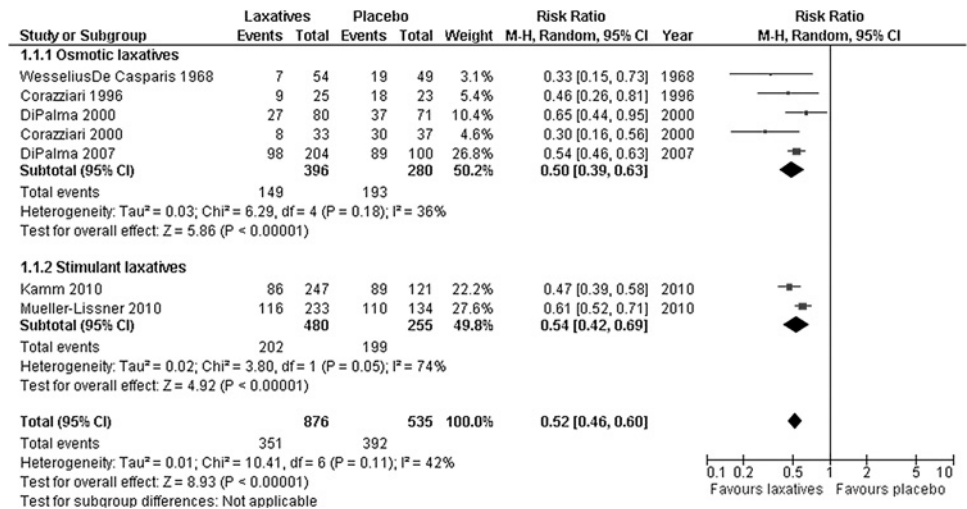 Laxatives Placebo Risk Ratio Risk Ratio
Study or Subgroup Events Total Events Total Weight M-H, Random, 95% CI Year M-H, Random, 95% CI
1.1.1 Osmotic laxatives
WesseliusDe Casparis 1968 7 54 19 49 3.1% 0.33 [0.15, 0.73] 1968
Corazziari 1996 9 25 18 23 5.4% 0.46 [0.26, 0.81] 1996
DiPalma 2000 27 80 37 71 10.4% 0.65 [0.44, 0.95] 2000
Corazziari 2000 8 33 30 37 4.6% 0.30 [0.16, 0.56] 2000
DiPalma 2007 98 204 89 100 26.8% 0.54 [0.46, 0.63] 2007
Subtotal (95% CI) 396 280 50.2% 0.50 [0.39, 0.63]
Total events 149 193
Heterogeneity: Tau² = 0.03; Chi² = 6.29, df = 4 (P = 0.18); I² = 36%
Test for overall effect: Z = 5.86 (P < 0.00001)
1.1.2 Stimulant laxatives
Kamm 2010 86 247 89 121 22.2% 0.47 [0.39, 0.58] 2010
Mueller-Lissner 2010 116 233 110 134 27.6% 0.61 [0.52, 0.71] 2010
Subtotal (95% CI) 480 255 49.8% 0.54 [0.42, 0.69]
Total events 202 199
Heterogeneity: Tau² = 0.02; Chi² = 3.80, df = 1 (P = 0.05); I² = 74%
Test for overall effect: Z = 4.92 (P < 0.00001)
Total (95% CI) 876 535 100.0% 0.52 [0.46, 0.60]
Total events 351 392
Heterogeneity: Tau² = 0.01; Chi² = 10.41, df = 6 (P = 0.11); I² = 42%
Test for overall effect: Z = 8.93 (P < 0.00001)
Test for subgroup differences: Not applicable
0.1 0.2 0.5 1 2 5 10
Favours laxatives Favours placebo